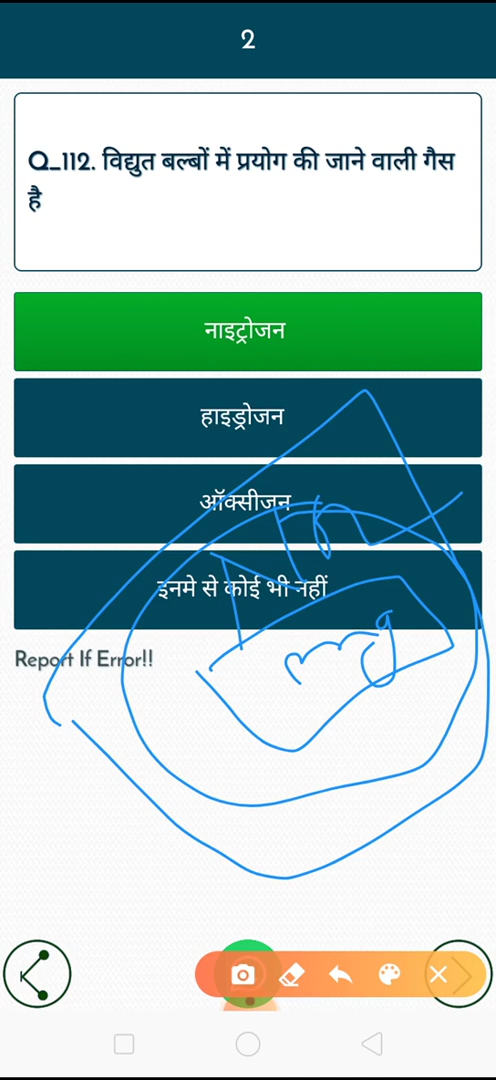 2
Q_112. विद्युत बल्बों में प्रयोग की जाने वाली गैस
है
नाइट्रोजन
हाइड्रोजन
ऑक्सीजन
इनमे से कोई भी नहीं
Report If Error!!